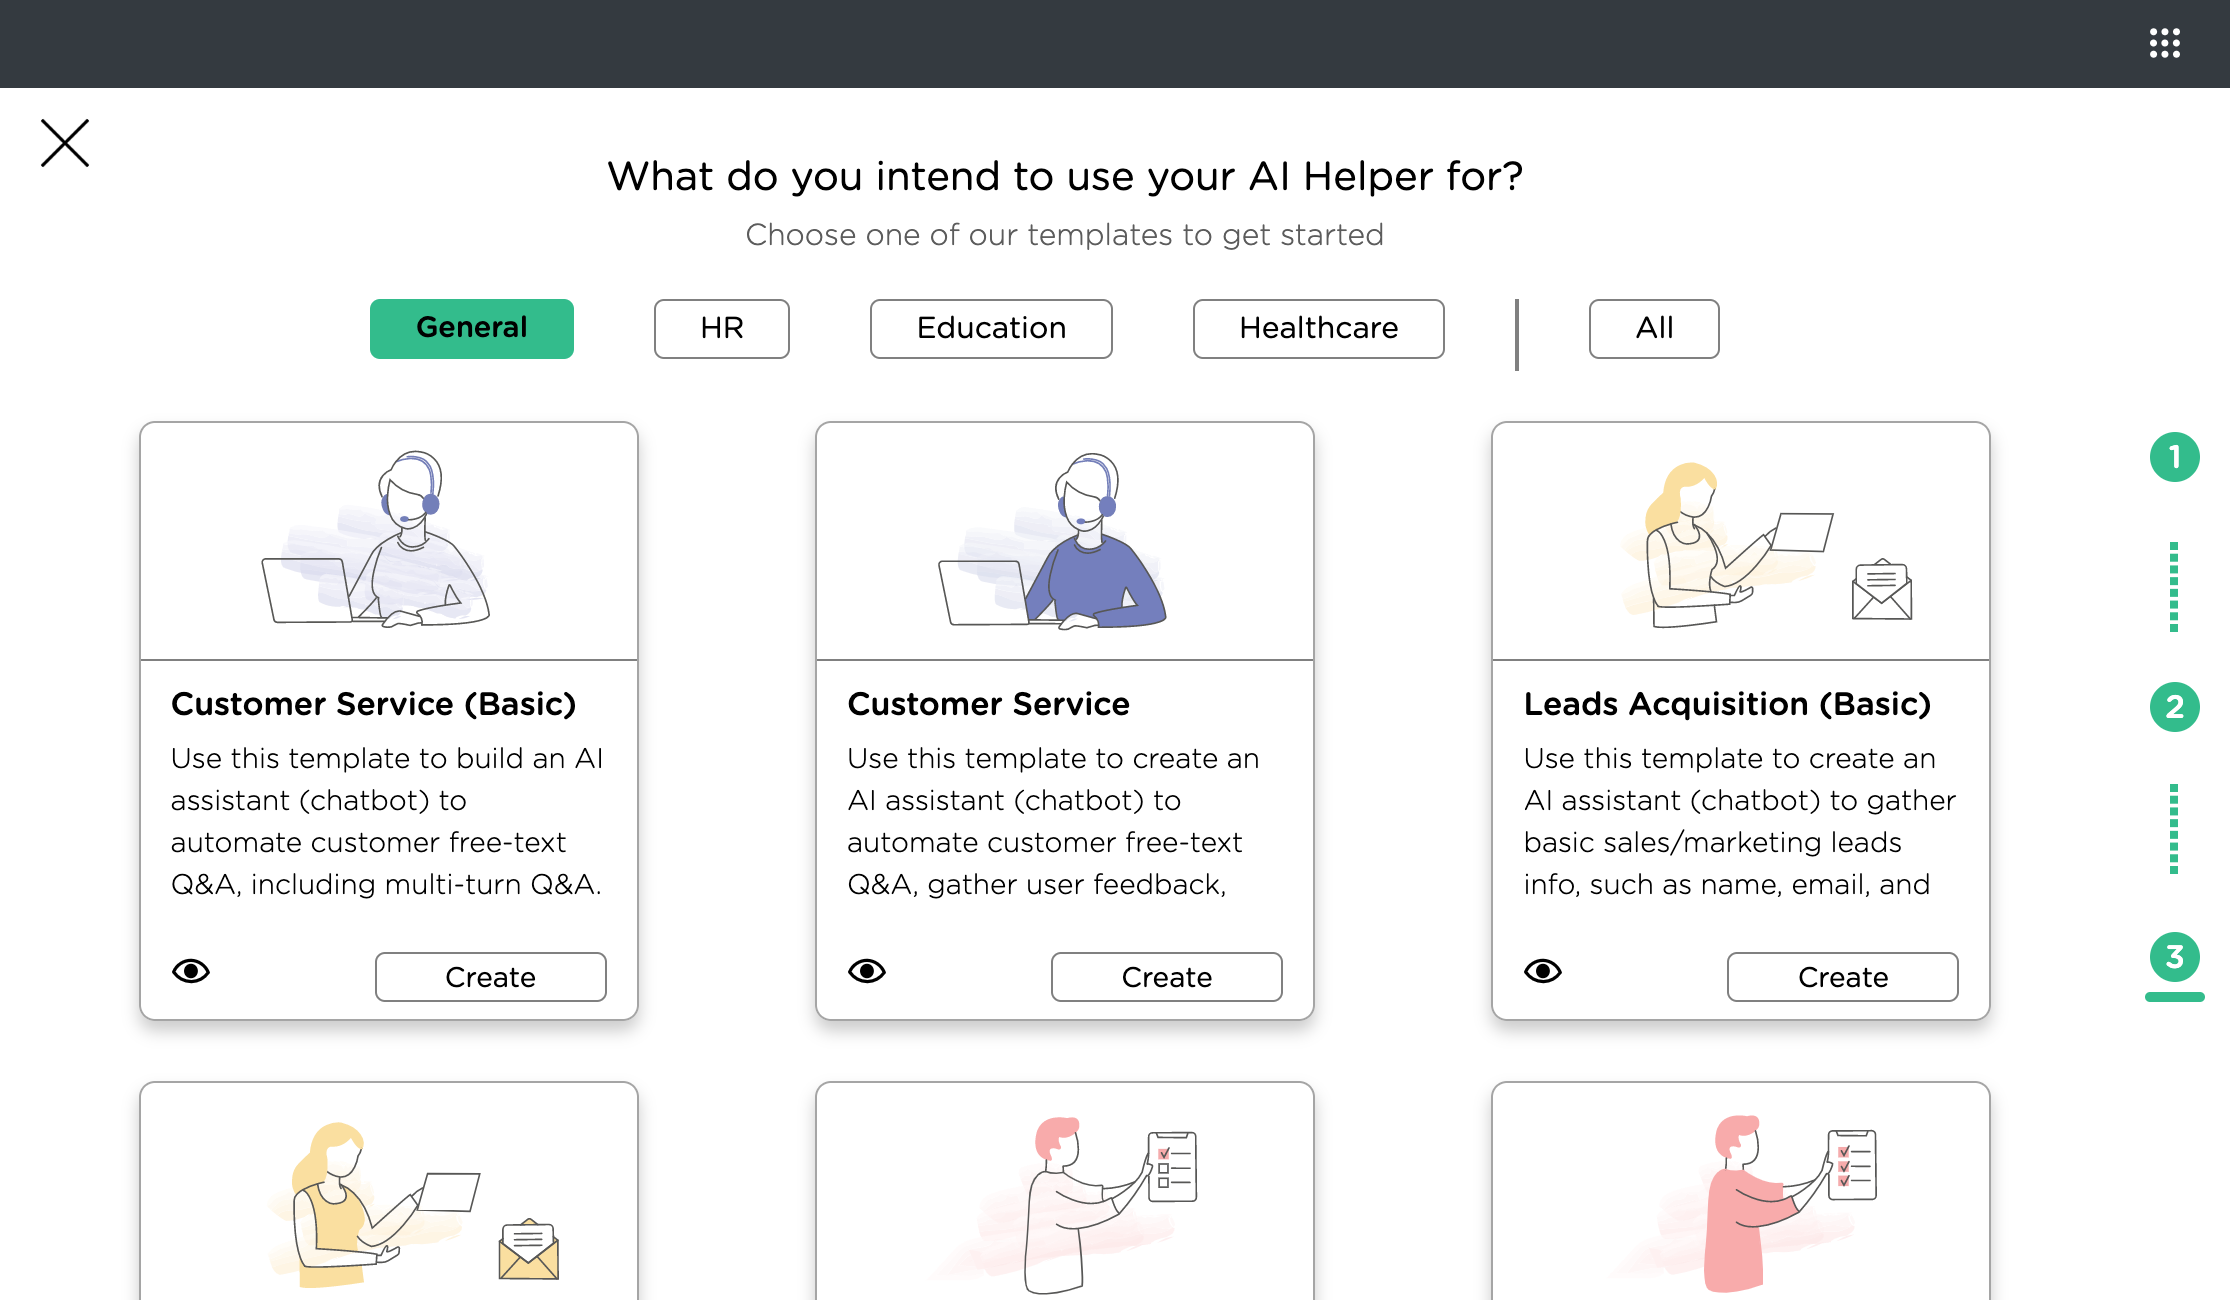 What do you intend to use your AI Helper for?
Choose one of our templates to get started
General
HR
Education
Healthcare
All
Customer Service (Basic)
Use this template to build an AI
assistant (chatbot) to
automate customer free-text
Q&A, including multi-turn Q&A.
Create
Customer Service
Use this template to create an
AI assistant (chatbot) to
automate customer free-text
Q&A, gather user feedback,
Create
Leads Acquisition (Basic)
Use this template to create an
AI assistant (chatbot) to gather
basic sales/marketing leads
info, such as name, email, and
Create
1
2
3